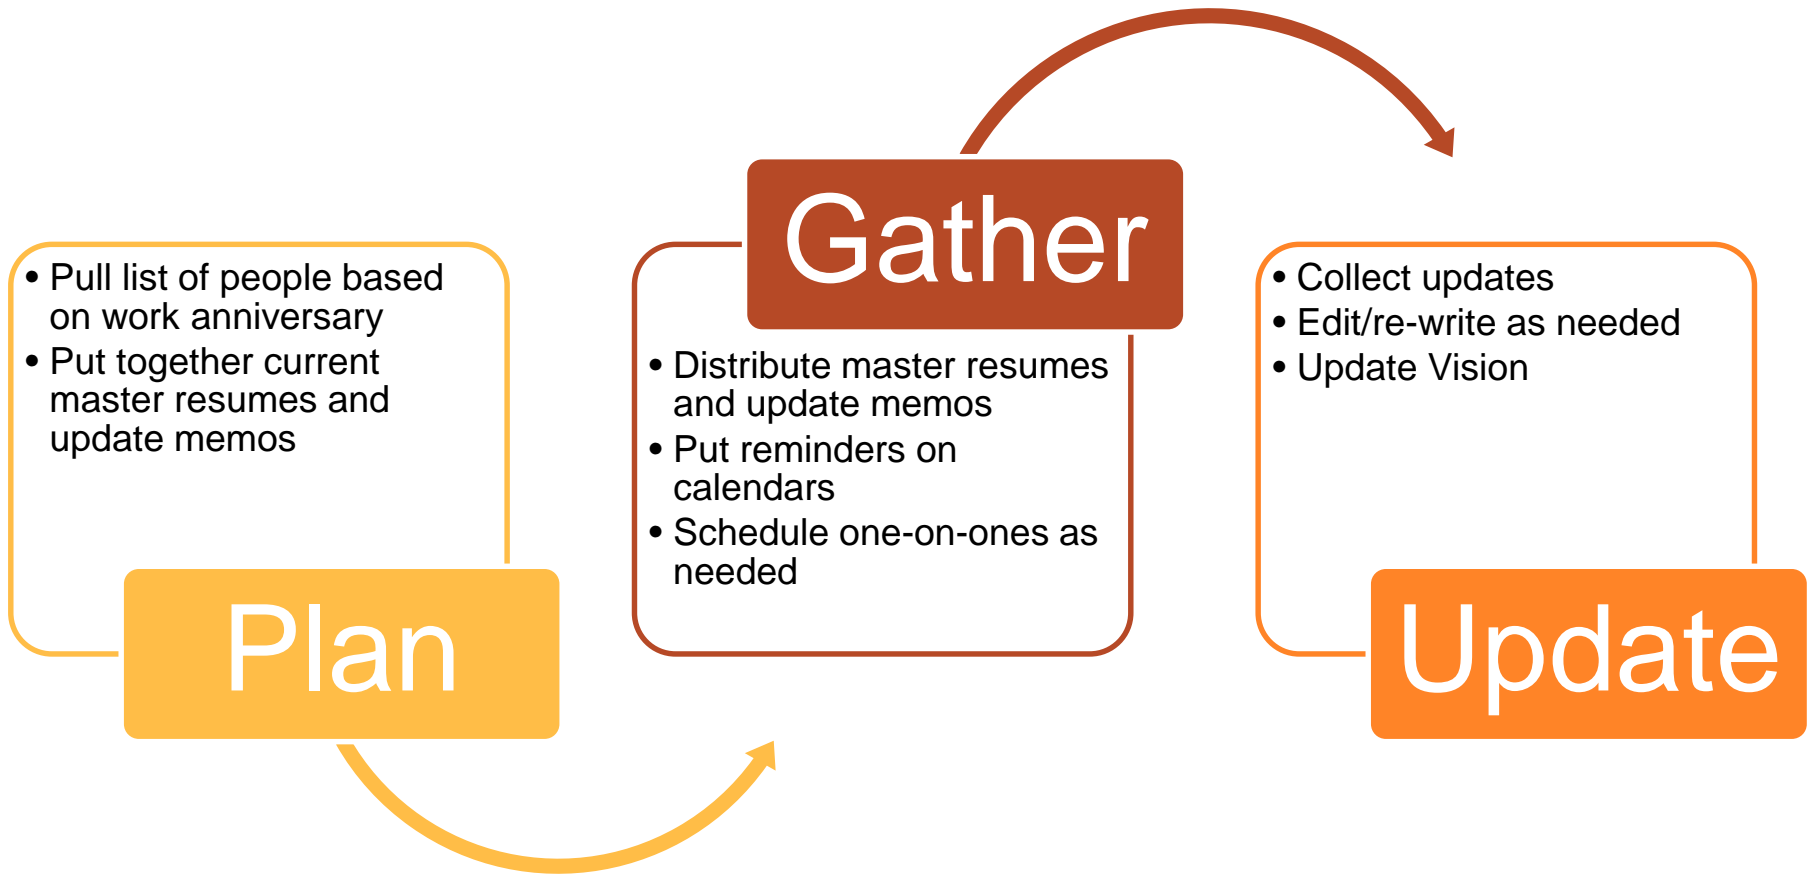 • Pull list of people based
on work anniversary
• Put together current
master resumes and
update memos
Plan
Gather
• Distribute master resumes
and update memos
• Put reminders on
calendars
• Schedule one-on-ones as
needed
• Collect updates
• Edit/re-write as needed
• Update Vision
Update